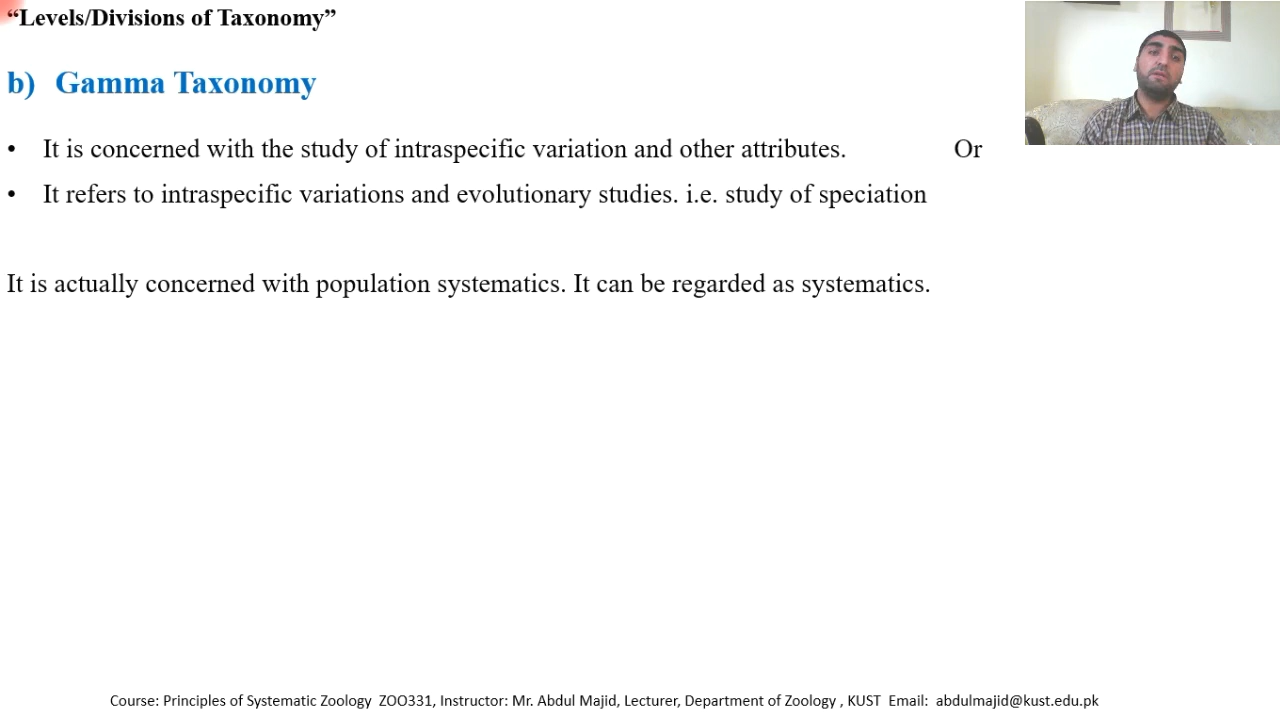 “Levels/Divisions of Taxonomy”
b) Gamma Taxonomy
• It is concerned with the study of intraspecific variation and other attributes. Or
• It refers to intraspecific variations and evolutionary studies. i.e. study of speciation
It is actually concerned with population systematics. It can be regarded as systematics.
Course: Principles of Systematic Zoology ZOO331, Instructor: Mr. Abdul Majid, Lecturer, Department of Zoology , KUST Email: abdulmajid@kust.edu.pk